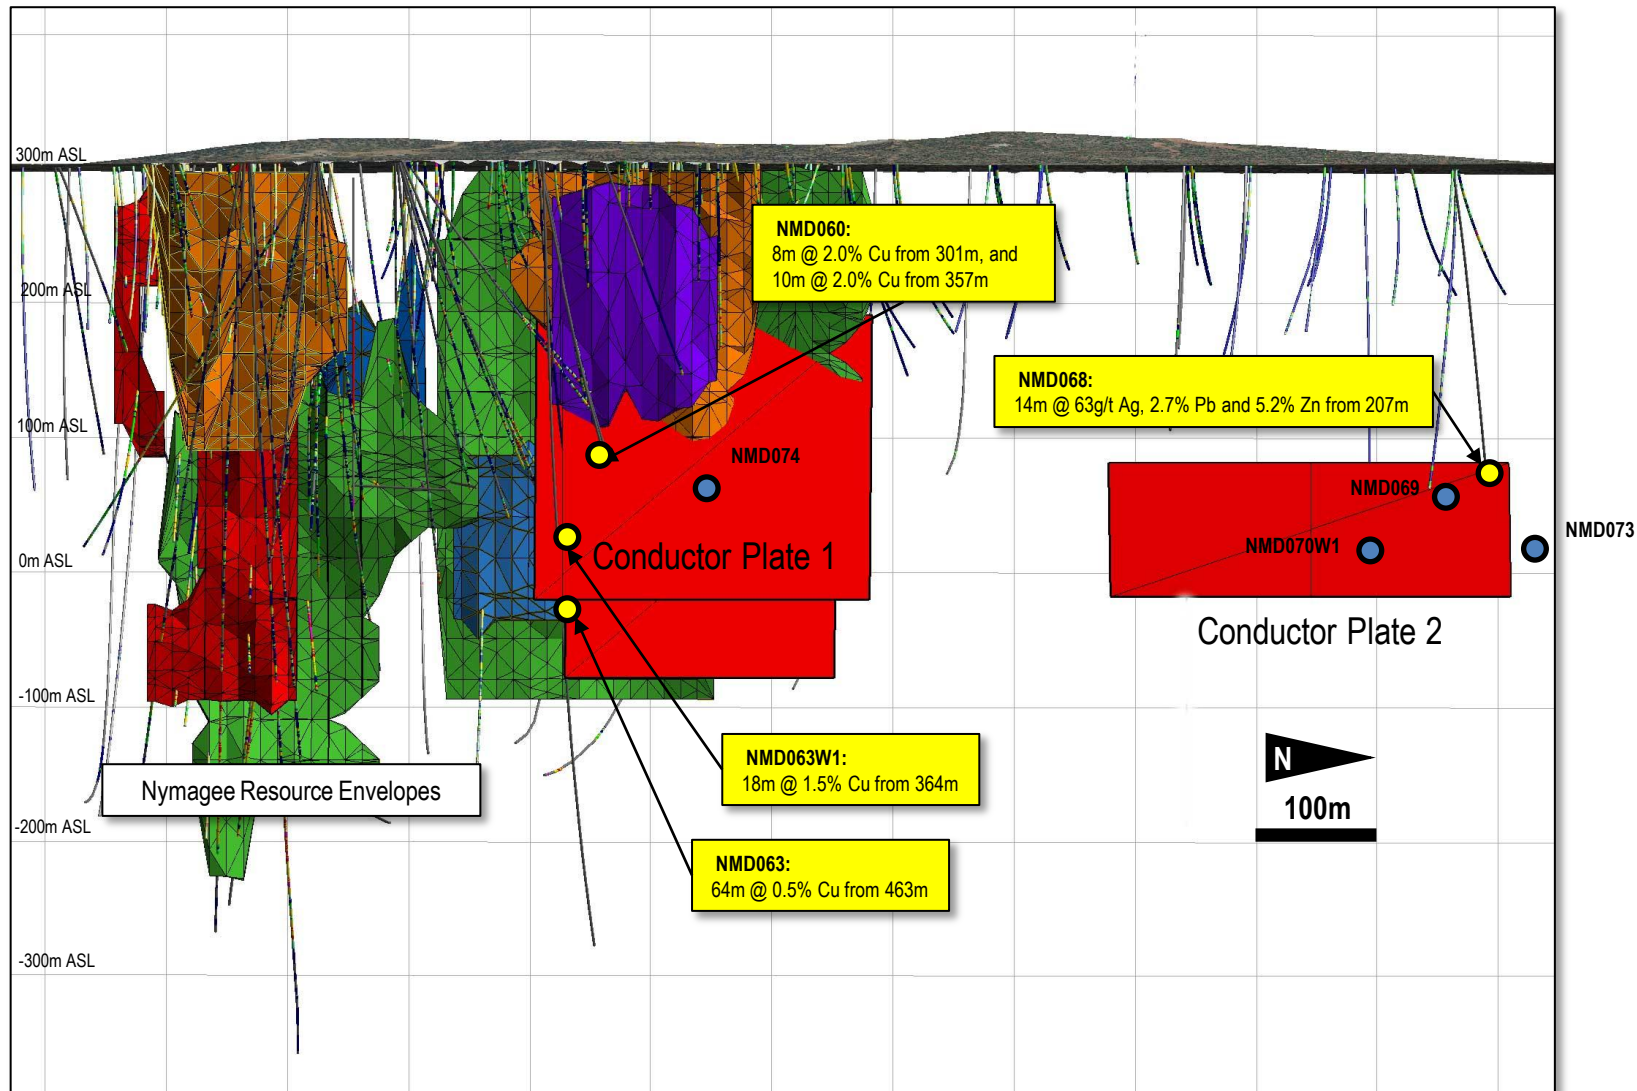 300m ASL
NMD060:
8m @ 2.0% Cu from 301m, and
10m @ 2.0% Cu from 357m
200m ASL
NMD068:
14m @ 63g/t Ag, 2.7% Pb and 5.2% Zn from 207m
100m ASL
NMD074
NMD069
NMD073
NMD070W1
0m ASL
Conductor Plate 1
Conductor Plate 2
-100m ASL
NMD063W1:
18m @ 1.5% Cu from 364m
N
Nymagee Resource Envelopes
100m
-200m ASL
NMD063:
64m @ 0.5% Cu from 463m
-300m ASL